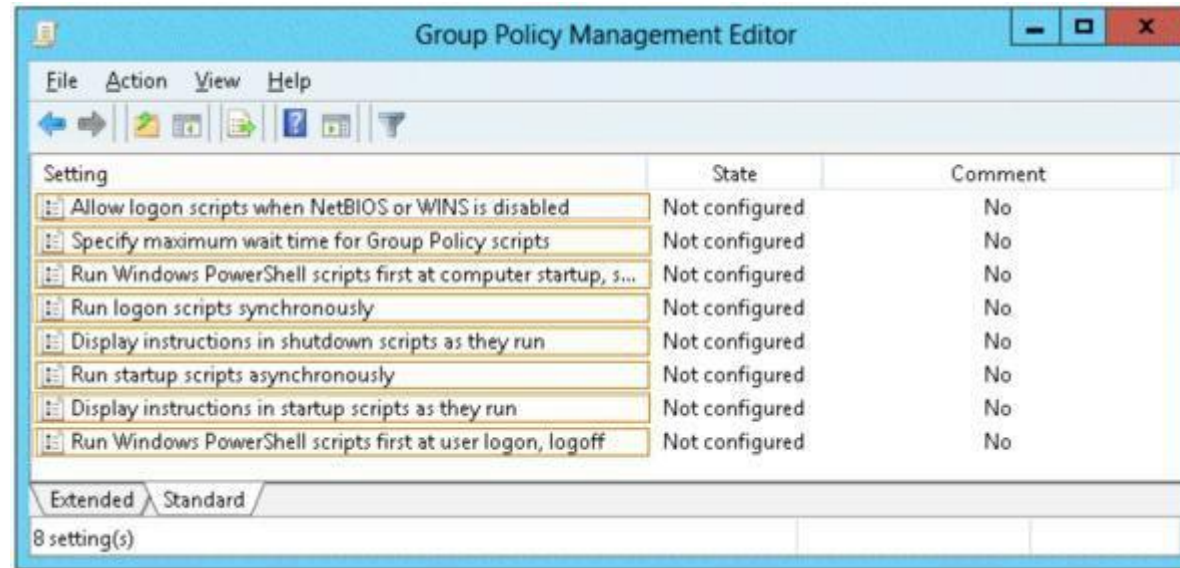 Group Policy Management Editor
File Action View Help
Setting State Comment
Allow logon scripts when NetBIOS or WINS is disabled Not configured No
Specify maximum wait time for Group Policy scripts Not configured No
Run Windows PowerShell scripts first at computer startup, s... Not configured No
Run logon scripts synchronously Not configured No
Display instructions in shutdown scripts as they run Not configured No
Run startup scripts asynchronously Not configured No
Display instructions in startup scripts as they run Not configured No
Run Windows PowerShell scripts first at user logon, logoff Not configured No
Extended Standard
8 setting(s)